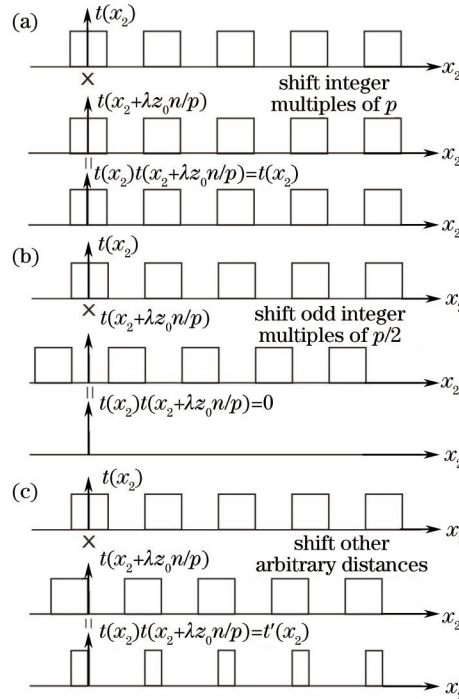 (a)
t(x₂)
x₂
×
shift integer
multiples of p
t(x₂+λz₀n/p)
x₂
=
t(x₂)t(x₂+λz₀n/p)=t(x₂)
x₂
(b)
t(x₂)
x₂
×
t(x₂+λz₀n/p)
shift odd integer
multiples of p/2
x₂
=
t(x₂)t(x₂+λz₀n/p)=0
x₂
(c)
t(x₂)
x₂
×
shift other
arbitrary distances
t(x₂+λz₀n/p)
x₂
=
t(x₂)t(x₂+λz₀n/p)=t′(x₂)
x₂